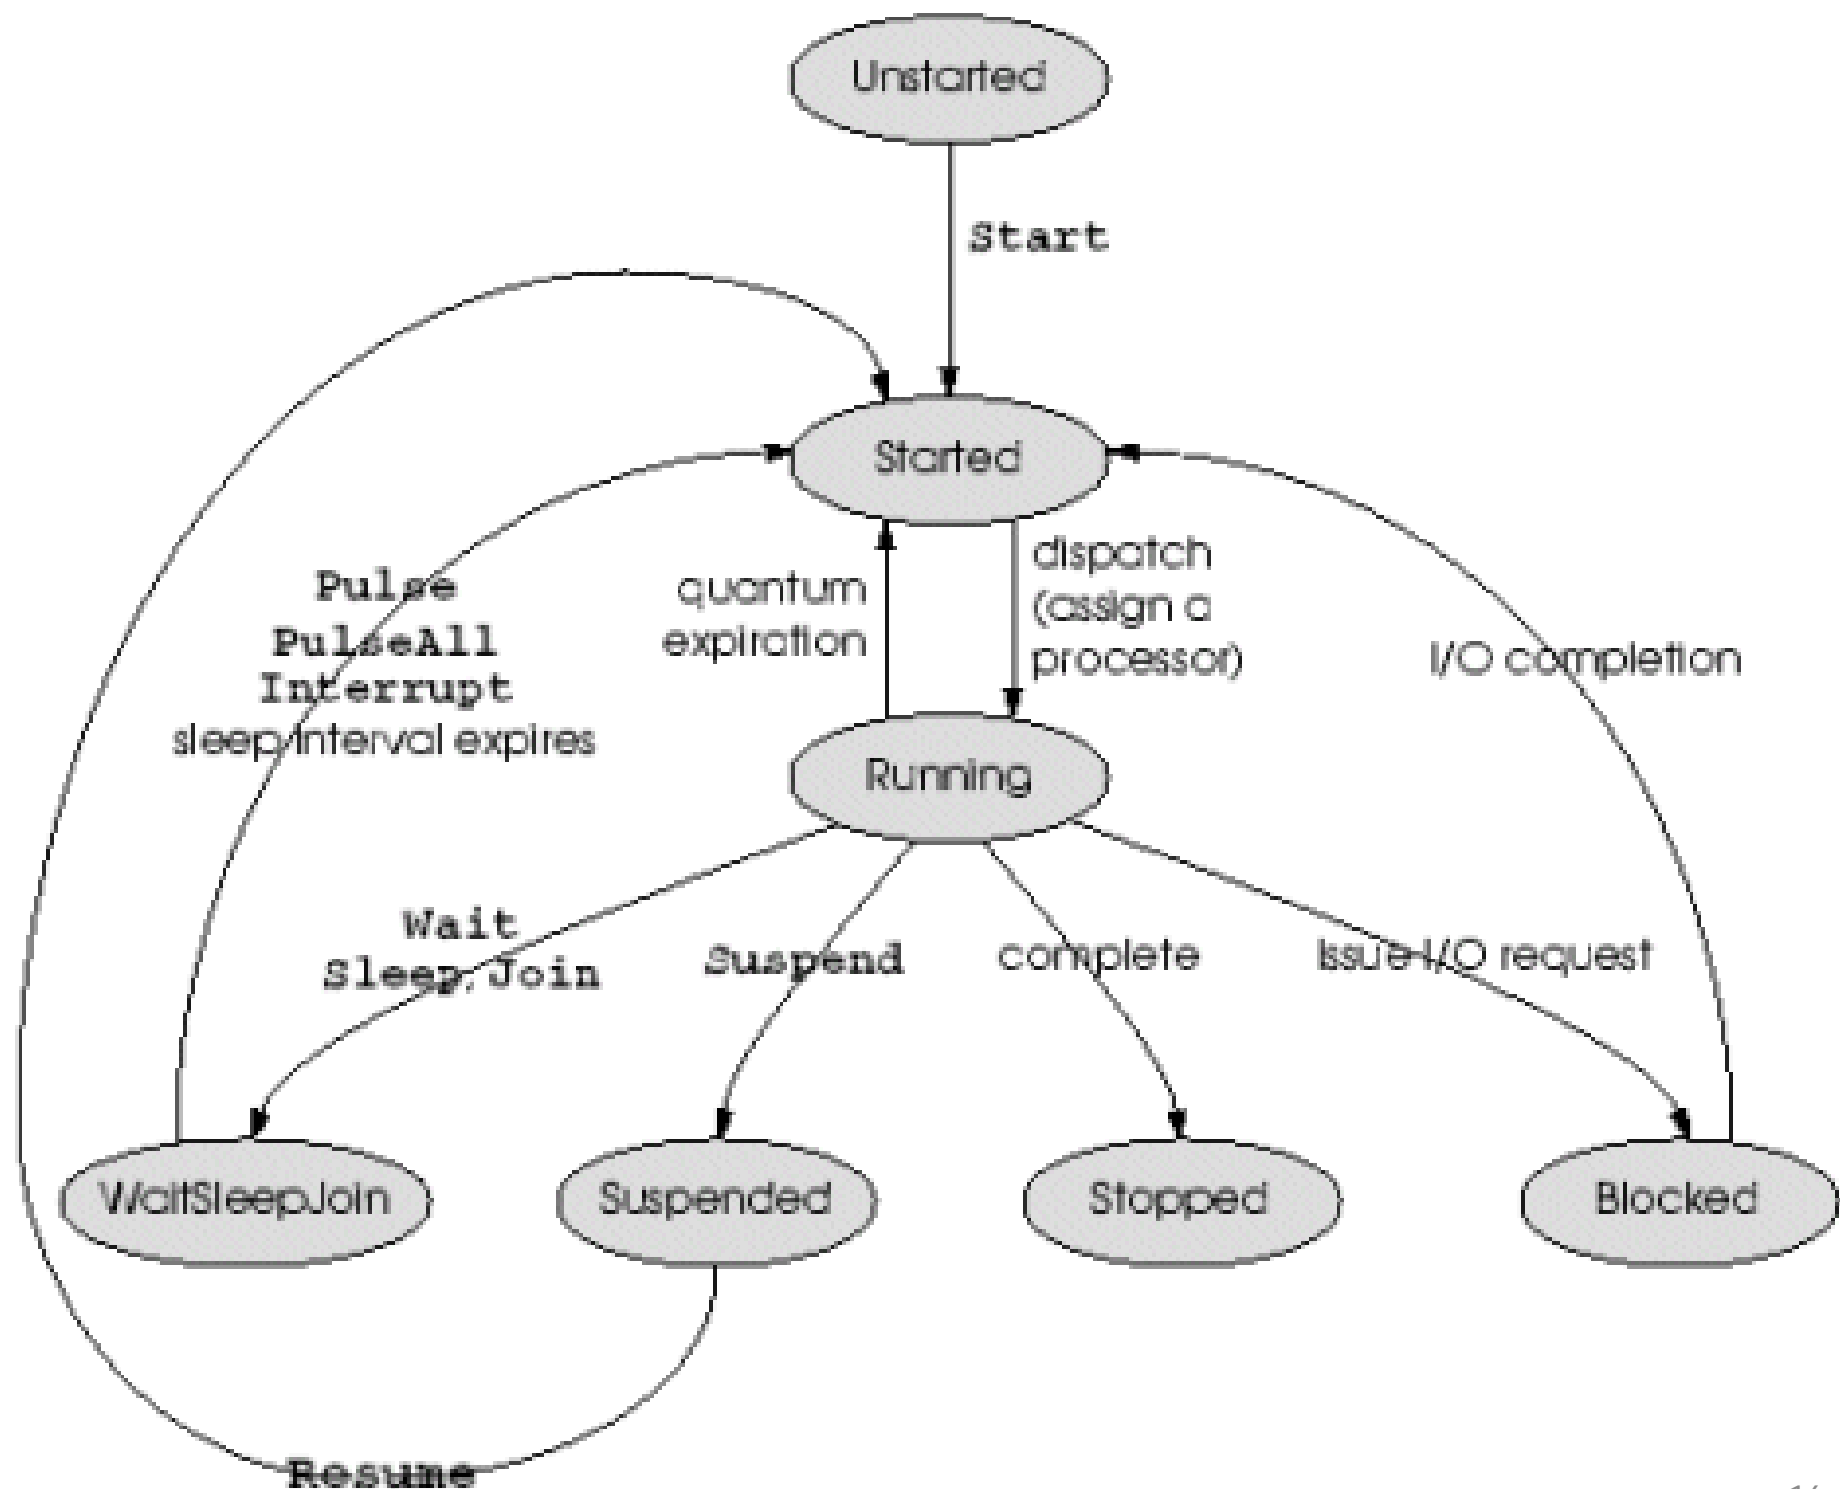 Unstarted
Start
Started
dispatch
(assign a
processor)
quantum
expiration
Pulse
PulseAll
Interrupt
sleep interval expires
I/O completion
Running
Wait
Sleep, Join
Suspend
complete
Issue I/O request
WaitSleepJoin
Suspended
Stopped
Blocked
Resume